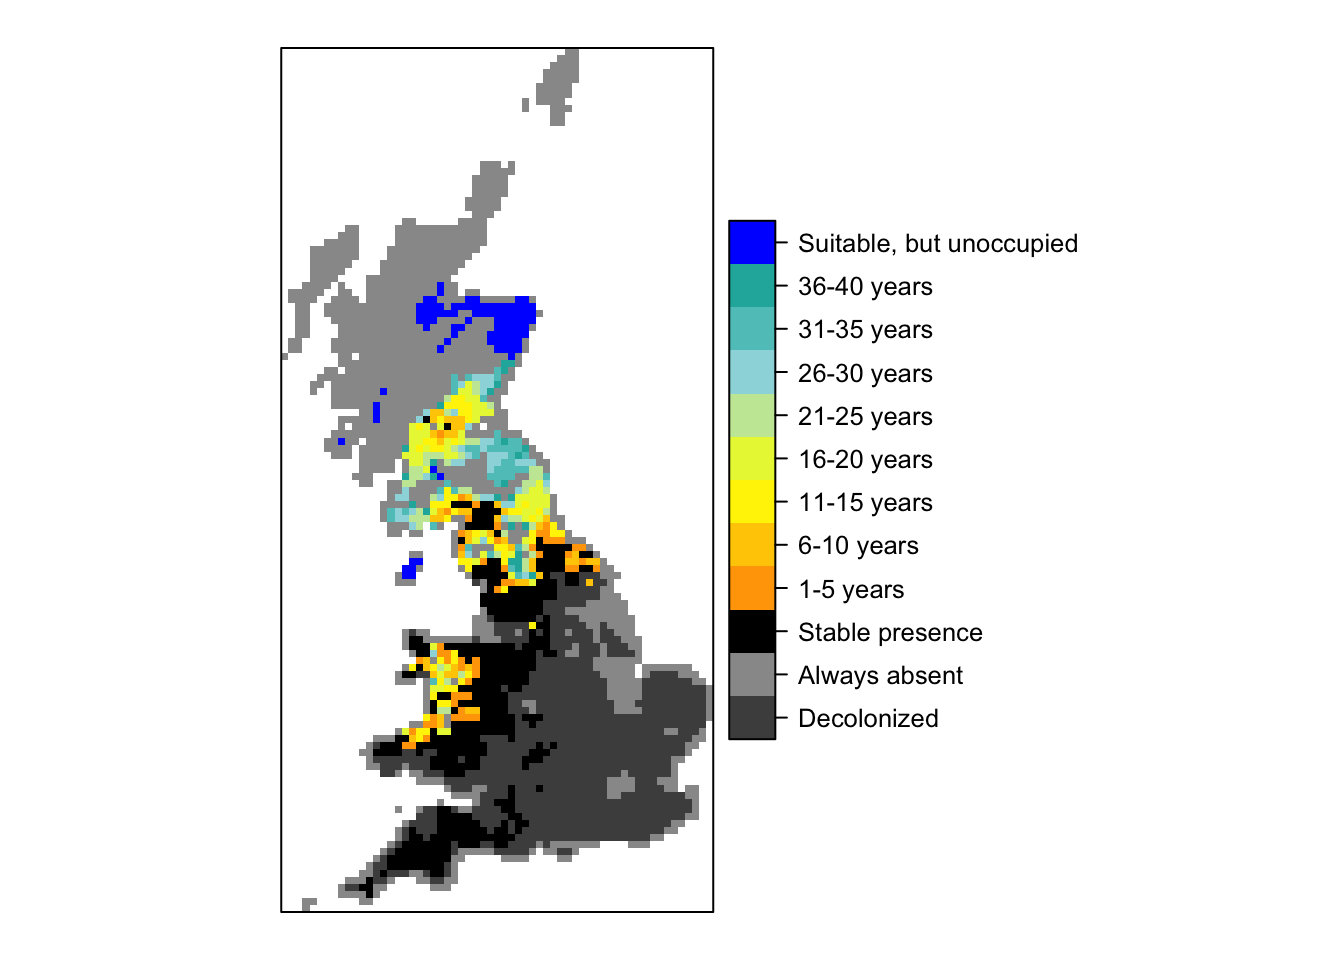 Suitable, but unoccupied
36-40 years
31-35 years
26-30 years
21-25 years
16-20 years
11-15 years
6-10 years
1-5 years
Stable presence
Always absent
Decolonized